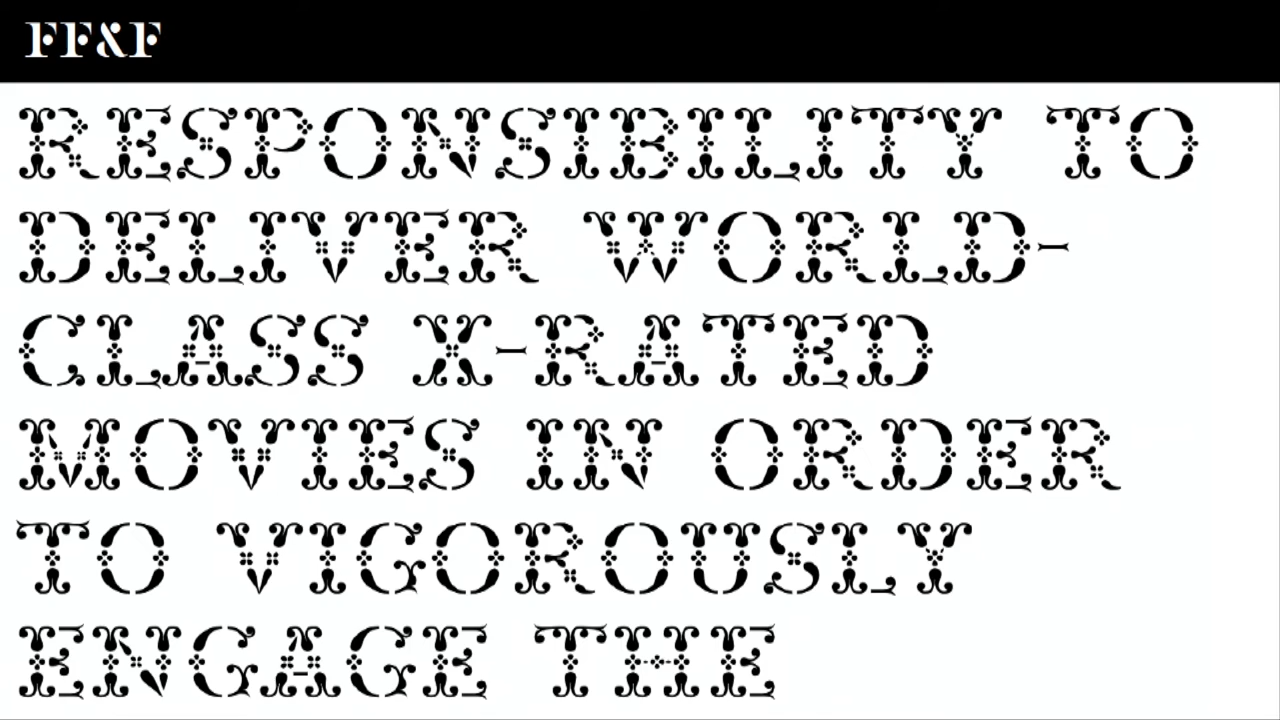 FF&F
RESPONSIBILITY TO
DELIVER WORLD-
CLASS X-RATED
MOVIES IN ORDER
TO VIGOROUSLY
ENGAGE THE